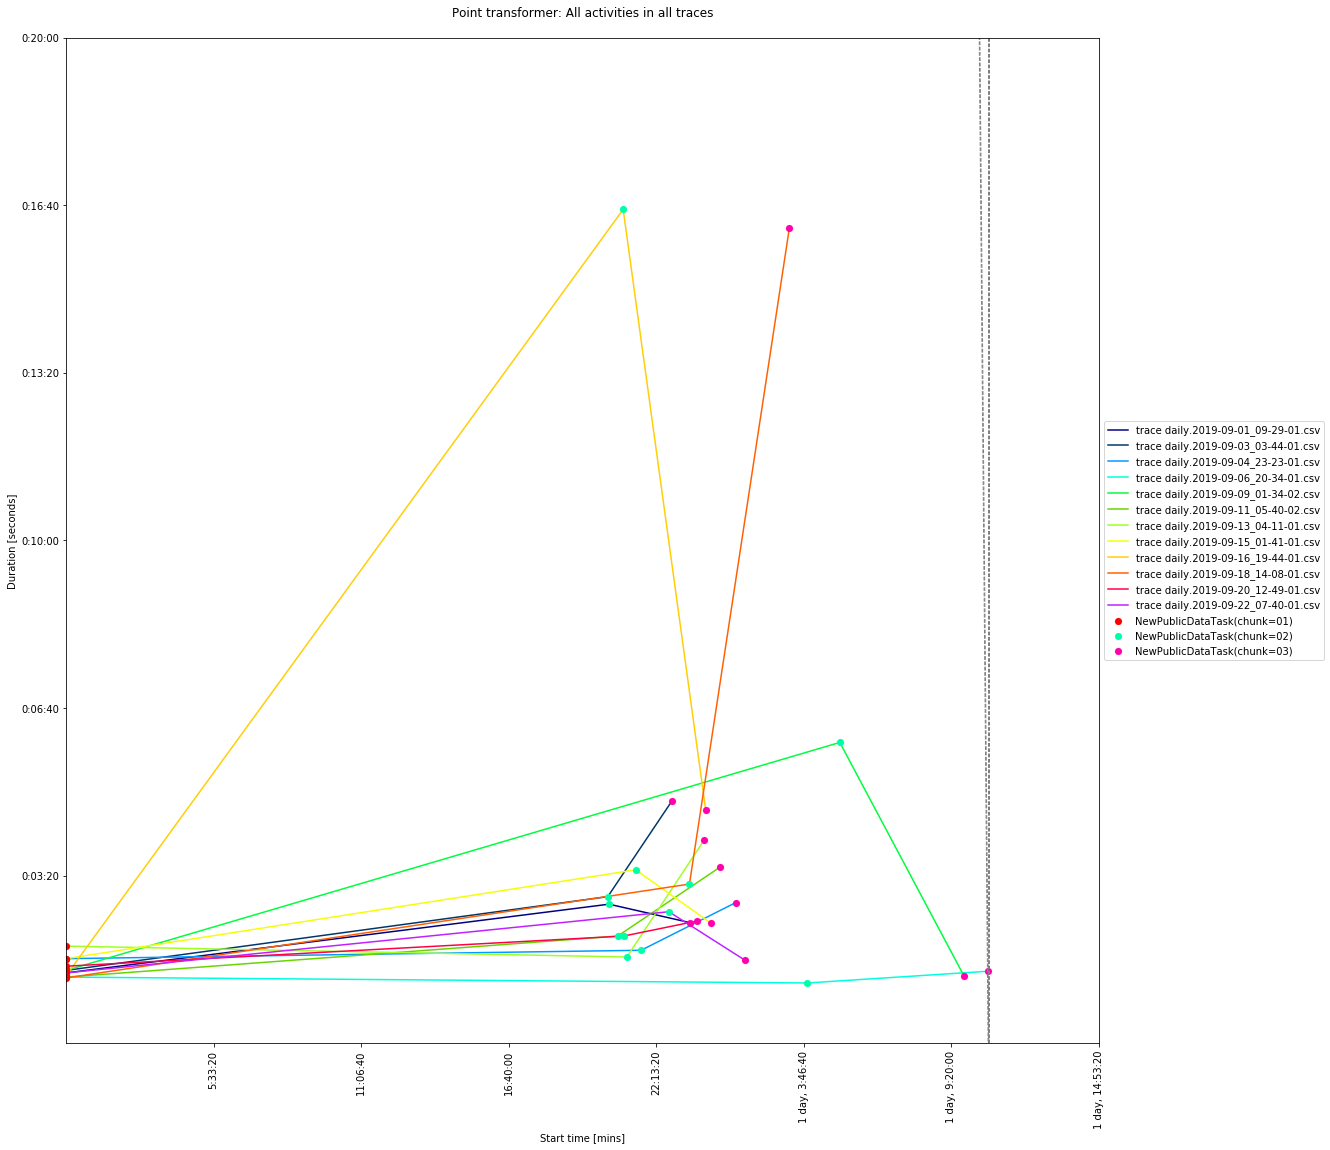 Point transformer: All activities in all traces
0:20:00
0:16:40
0:13:20
0:10:00
0:06:40
0:03:20
Duration [seconds]
5:33:20
11:06:40
16:40:00
22:13:20
1 day, 3:46:40
1 day, 9:20:00
1 day, 14:53:20
Start time [mins]
trace daily.2019-09-01_09-29-01.csv
trace daily.2019-09-03_03-44-01.csv
trace daily.2019-09-04_23-23-01.csv
trace daily.2019-09-06_20-34-01.csv
trace daily.2019-09-09_01-34-02.csv
trace daily.2019-09-11_05-40-02.csv
trace daily.2019-09-13_04-11-01.csv
trace daily.2019-09-15_01-41-01.csv
trace daily.2019-09-16_19-44-01.csv
trace daily.2019-09-18_14-08-01.csv
trace daily.2019-09-20_12-49-01.csv
trace daily.2019-09-22_07-40-01.csv
NewPublicDataTask(chunk=01)
NewPublicDataTask(chunk=02)
NewPublicDataTask(chunk=03)